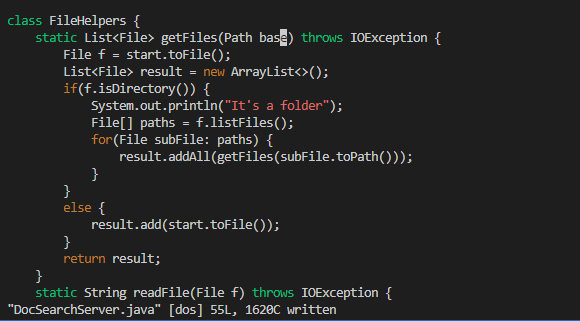 class FileHelpers {
    static List<File> getFiles(Path base) throws IOException {
        File f = start.toFile();
        List<File> result = new ArrayList<>();
        if(f.isDirectory()) {
            System.out.println("It's a folder");
            File[] paths = f.listFiles();
            for(File subFile: paths) {
                result.addAll(getFiles(subFile.toPath()));
            }
        }
        else {
            result.add(start.toFile());
        }
        return result;
    }
    static String readFile(File f) throws IOException {
"DocSearchServer.java" [dos] 55L, 1620C written